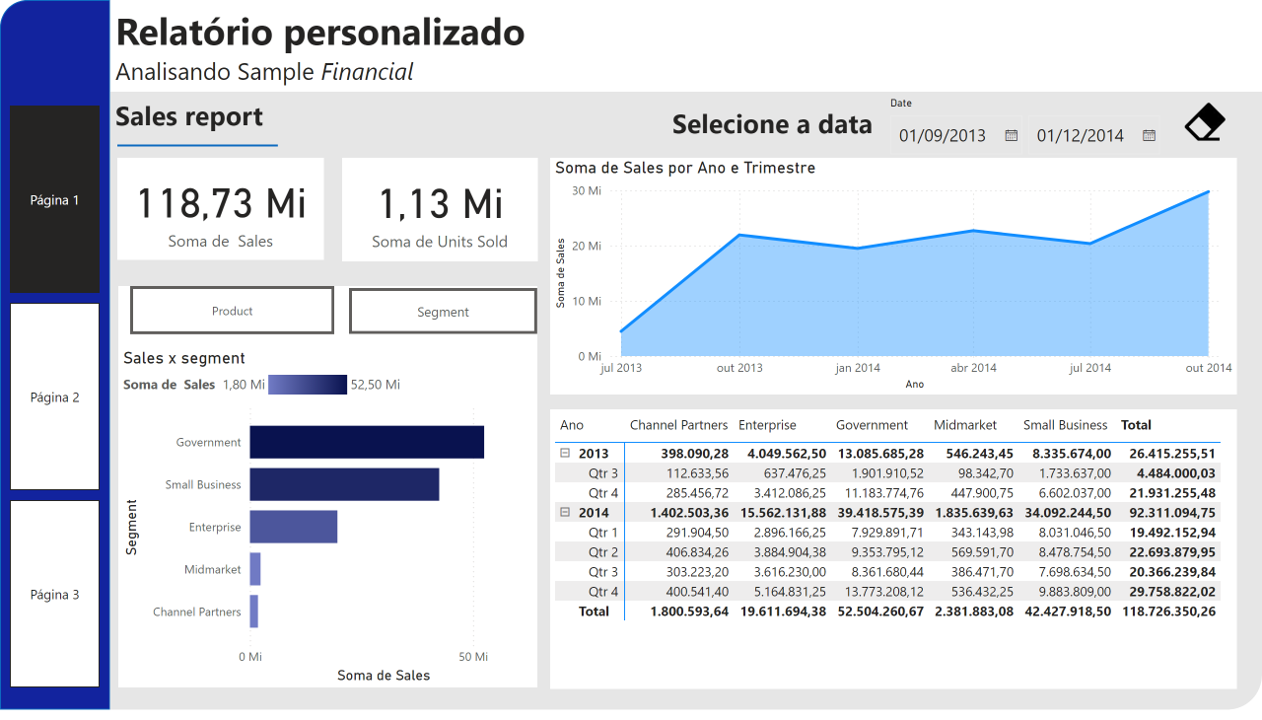 Relatório personalizado
Analisando Sample Financial
Sales report
Selecione a data
Date
01/09/2013 01/12/2014
Página 1
Página 2
Página 3
118,73 Mi
Soma de Sales
1,13 Mi
Soma de Units Sold
Product
Segment
Sales x segment
Soma de Sales 1,80 Mi 52,50 Mi
Segment
Government
Small Business
Enterprise
Midmarket
Channel Partners
0 Mi 50 Mi
Soma de Sales
Soma de Sales por Ano e Trimestre
Soma de Sales
30 Mi
20 Mi
10 Mi
0 Mi
jul 2013 out 2013 jan 2014 abr 2014 jul 2014 out 2014
Ano
Ano Channel Partners Enterprise Government Midmarket Small Business Total
2013 398.090,28 4.049.562,50 13.085.685,28 546.243,45 8.335.674,00 26.415.255,51
Qtr 3 112.633,56 637.476,25 1.901.910,52 98.342,70 1.733.637,00 4.484.000,03
Qtr 4 285.456,72 3.412.086,25 11.183.774,76 447.900,75 6.602.037,00 21.931.255,48
2014 1.402.503,36 15.562.131,88 39.418.575,39 1.835.639,63 34.092.244,50 92.311.094,75
Qtr 1 291.904,50 2.896.166,25 7.929.891,71 343.143,98 8.031.046,50 19.492.152,94
Qtr 2 406.834,26 3.884.904,38 9.353.795,12 569.591,70 8.478.754,50 22.693.879,95
Qtr 3 303.223,20 3.616.230,00 8.361.680,44 386.471,70 7.698.634,50 20.366.239,84
Qtr 4 400.541,40 5.164.831,25 13.773.208,12 536.432,25 9.883.809,00 29.758.822,02
Total 1.800.593,64 19.611.694,38 52.504.260,67 2.381.883,08 42.427.918,50 118.726.350,26